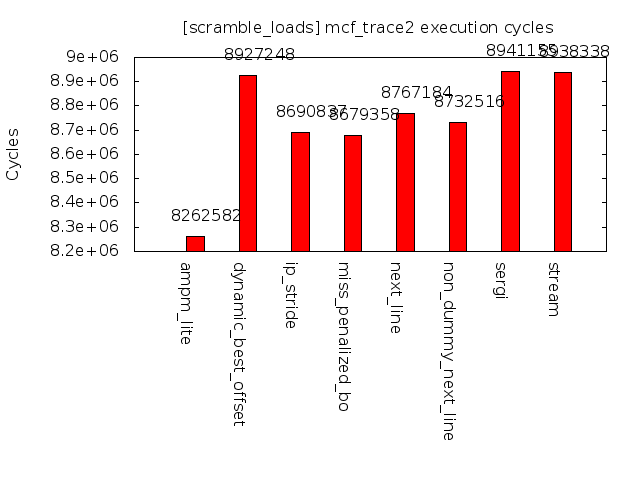 [scramble_loads] mcf_trace2 execution cycles
Cycles
9e+06
8.9e+06
8.8e+06
8.7e+06
8.6e+06
8.5e+06
8.4e+06
8.3e+06
8.2e+06
8262582
8927248
8690837
8679358
8767184
8732516
8941155
8938338
ampm_lite
dynamic_best_offset
ip_stride
miss_penalized_bo
next_line
non_dummy_next_line
sergi
stream